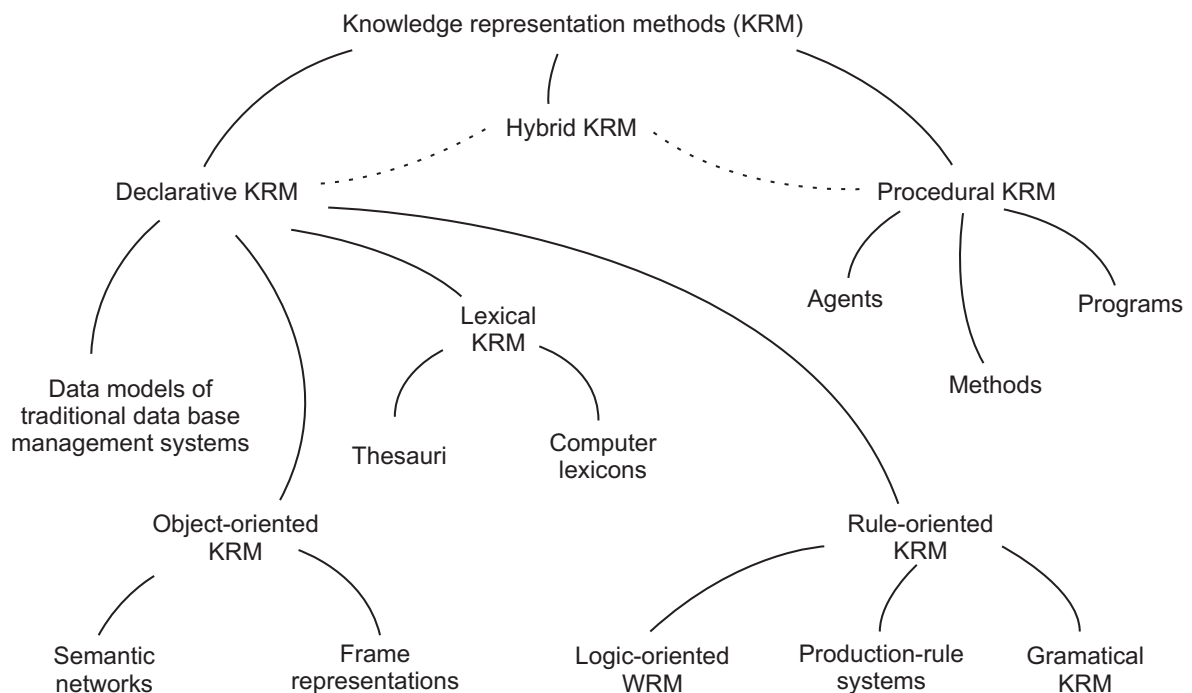 Knowledge representation methods (KRM)
Hybrid KRM
Declarative KRM
Procedural KRM
Agents
Programs
Lexical
KRM
Methods
Data models of
traditional data base
management systems
Thesauri
Computer
lexicons
Object-oriented
KRM
Rule-oriented
KRM
Semantic
networks
Frame
representations
Logic-oriented
WRM
Production-rule
systems
Gramatical
KRM